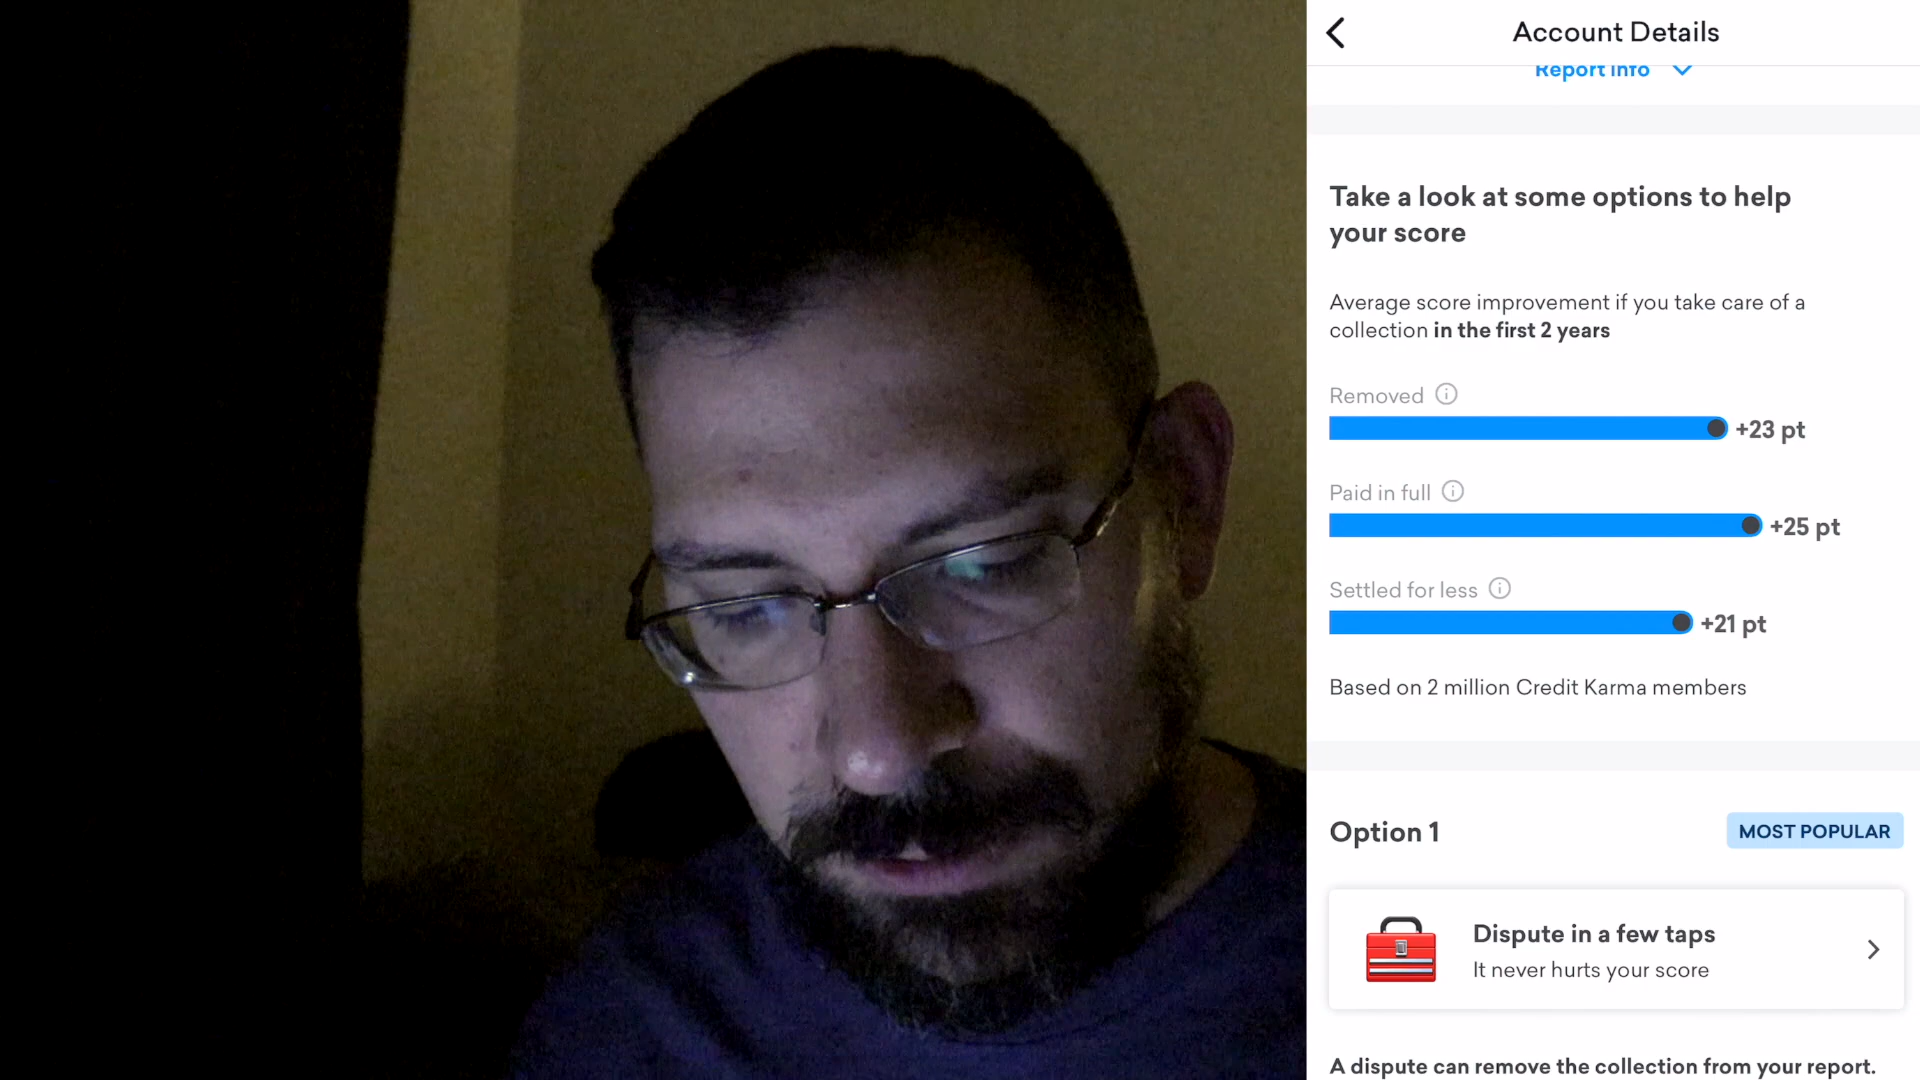 Account Details
Report Info
Take a look at some options to help
your score
Average score improvement if you take care of a
collection in the first 2 years
Removed
+23 pt
Paid in full
+25 pt
Settled for less
+21 pt
Based on 2 million Credit Karma members
Option 1
MOST POPULAR
Dispute in a few taps
It never hurts your score
A dispute can remove the collection from your report.